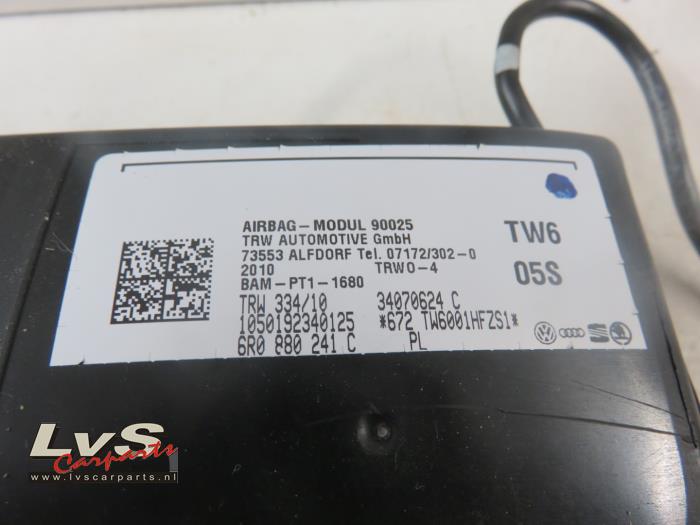 AIRBAG-MODUL 90025
TRW AUTOMOTIVE GmbH
73553 ALFDORF Tel. 07172/302-0
2010 TRWO-4
BAM-PT1-1680
TRW 334/10 34070624 C
1050192340125 *672 TW6001HFZS1*
6R0 880 241 C PL
TW6
05S
LvS
Carparts
www.lvscarparts.nl